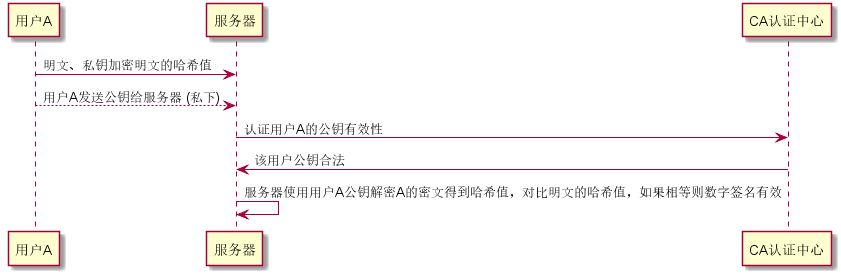 用户A 服务器 CA认证中心
明文、私钥加密明文的哈希值
用户A发送公钥给服务器 (私下)
认证用户A的公钥有效性
该用户公钥合法
服务器使用用户A公钥解密A的密文得到哈希值，对比明文的哈希值，如果相等则数字签名有效
用户A 服务器 CA认证中心